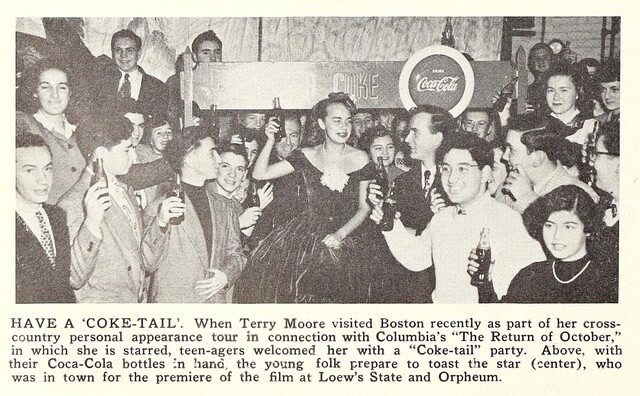 COKE
DRINK
Coca-Cola
HAVE A 'COKE-TAIL'. When Terry Moore visited Boston recently as part of her cross-
country personal appearance tour in connection with Columbia's "The Return of October,"
in which she is starred, teen-agers welcomed her with a "Coke-tail" party. Above, with
their Coca-Cola bottles in hand, the young folk prepare to toast the star (center), who
was in town for the premiere of the film at Loew's State and Orpheum.